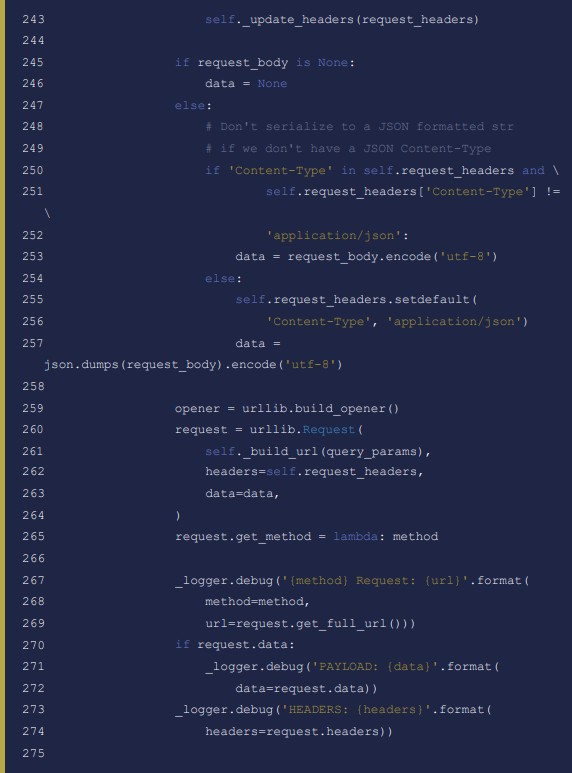 243                     self._update_headers(request_headers)
244
245                 if request_body is None:
246                     data = None
247                 else:
248                     # Don't serialize to a JSON formatted str
249                     # if we don't have a JSON Content-Type
250                     if 'Content-Type' in self.request_headers and \
251                             self.request_headers['Content-Type'] !=
\
252                             'application/json':
253                         data = request_body.encode('utf-8')
254                     else:
255                         self.request_headers.setdefault(
256                             'Content-Type', 'application/json')
257                         data =
json.dumps(request_body).encode('utf-8')
258
259                 opener = urllib.build_opener()
260                 request = urllib.Request(
261                     self._build_url(query_params),
262                     headers=self.request_headers,
263                     data=data,
264                 )
265                 request.get_method = lambda: method
266
267                 _logger.debug('{method} Request: {url}'.format(
268                     method=method,
269                     url=request.get_full_url()))
270                 if request.data:
271                     _logger.debug('PAYLOAD: {data}'.format(
272                         data=request.data))
273                 _logger.debug('HEADERS: {headers}'.format(
274                     headers=request.headers))
275